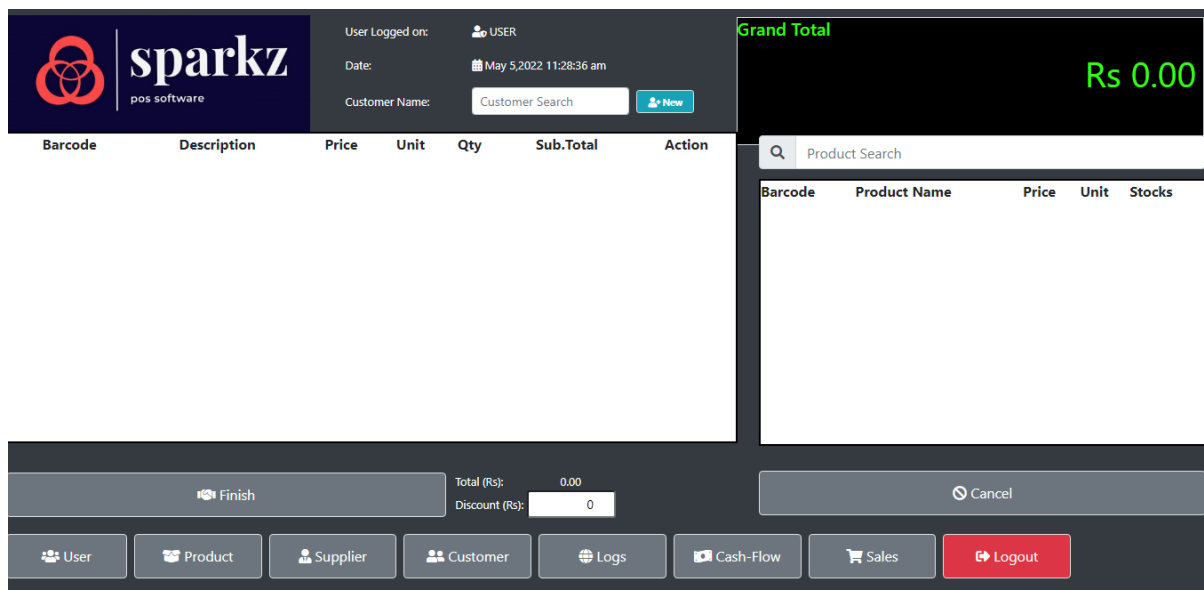 sparkz
pos software
User Logged on: USER
Date: May 5,2022 11:28:36 am
Customer Name: Customer Search New
Grand Total
Rs 0.00
Barcode Description Price Unit Qty Sub.Total Action
Product Search
Barcode Product Name Price Unit Stocks
Finish
Total (Rs): 0.00
Discount (Rs): 0
Cancel
User Product Supplier Customer Logs Cash-Flow Sales Logout